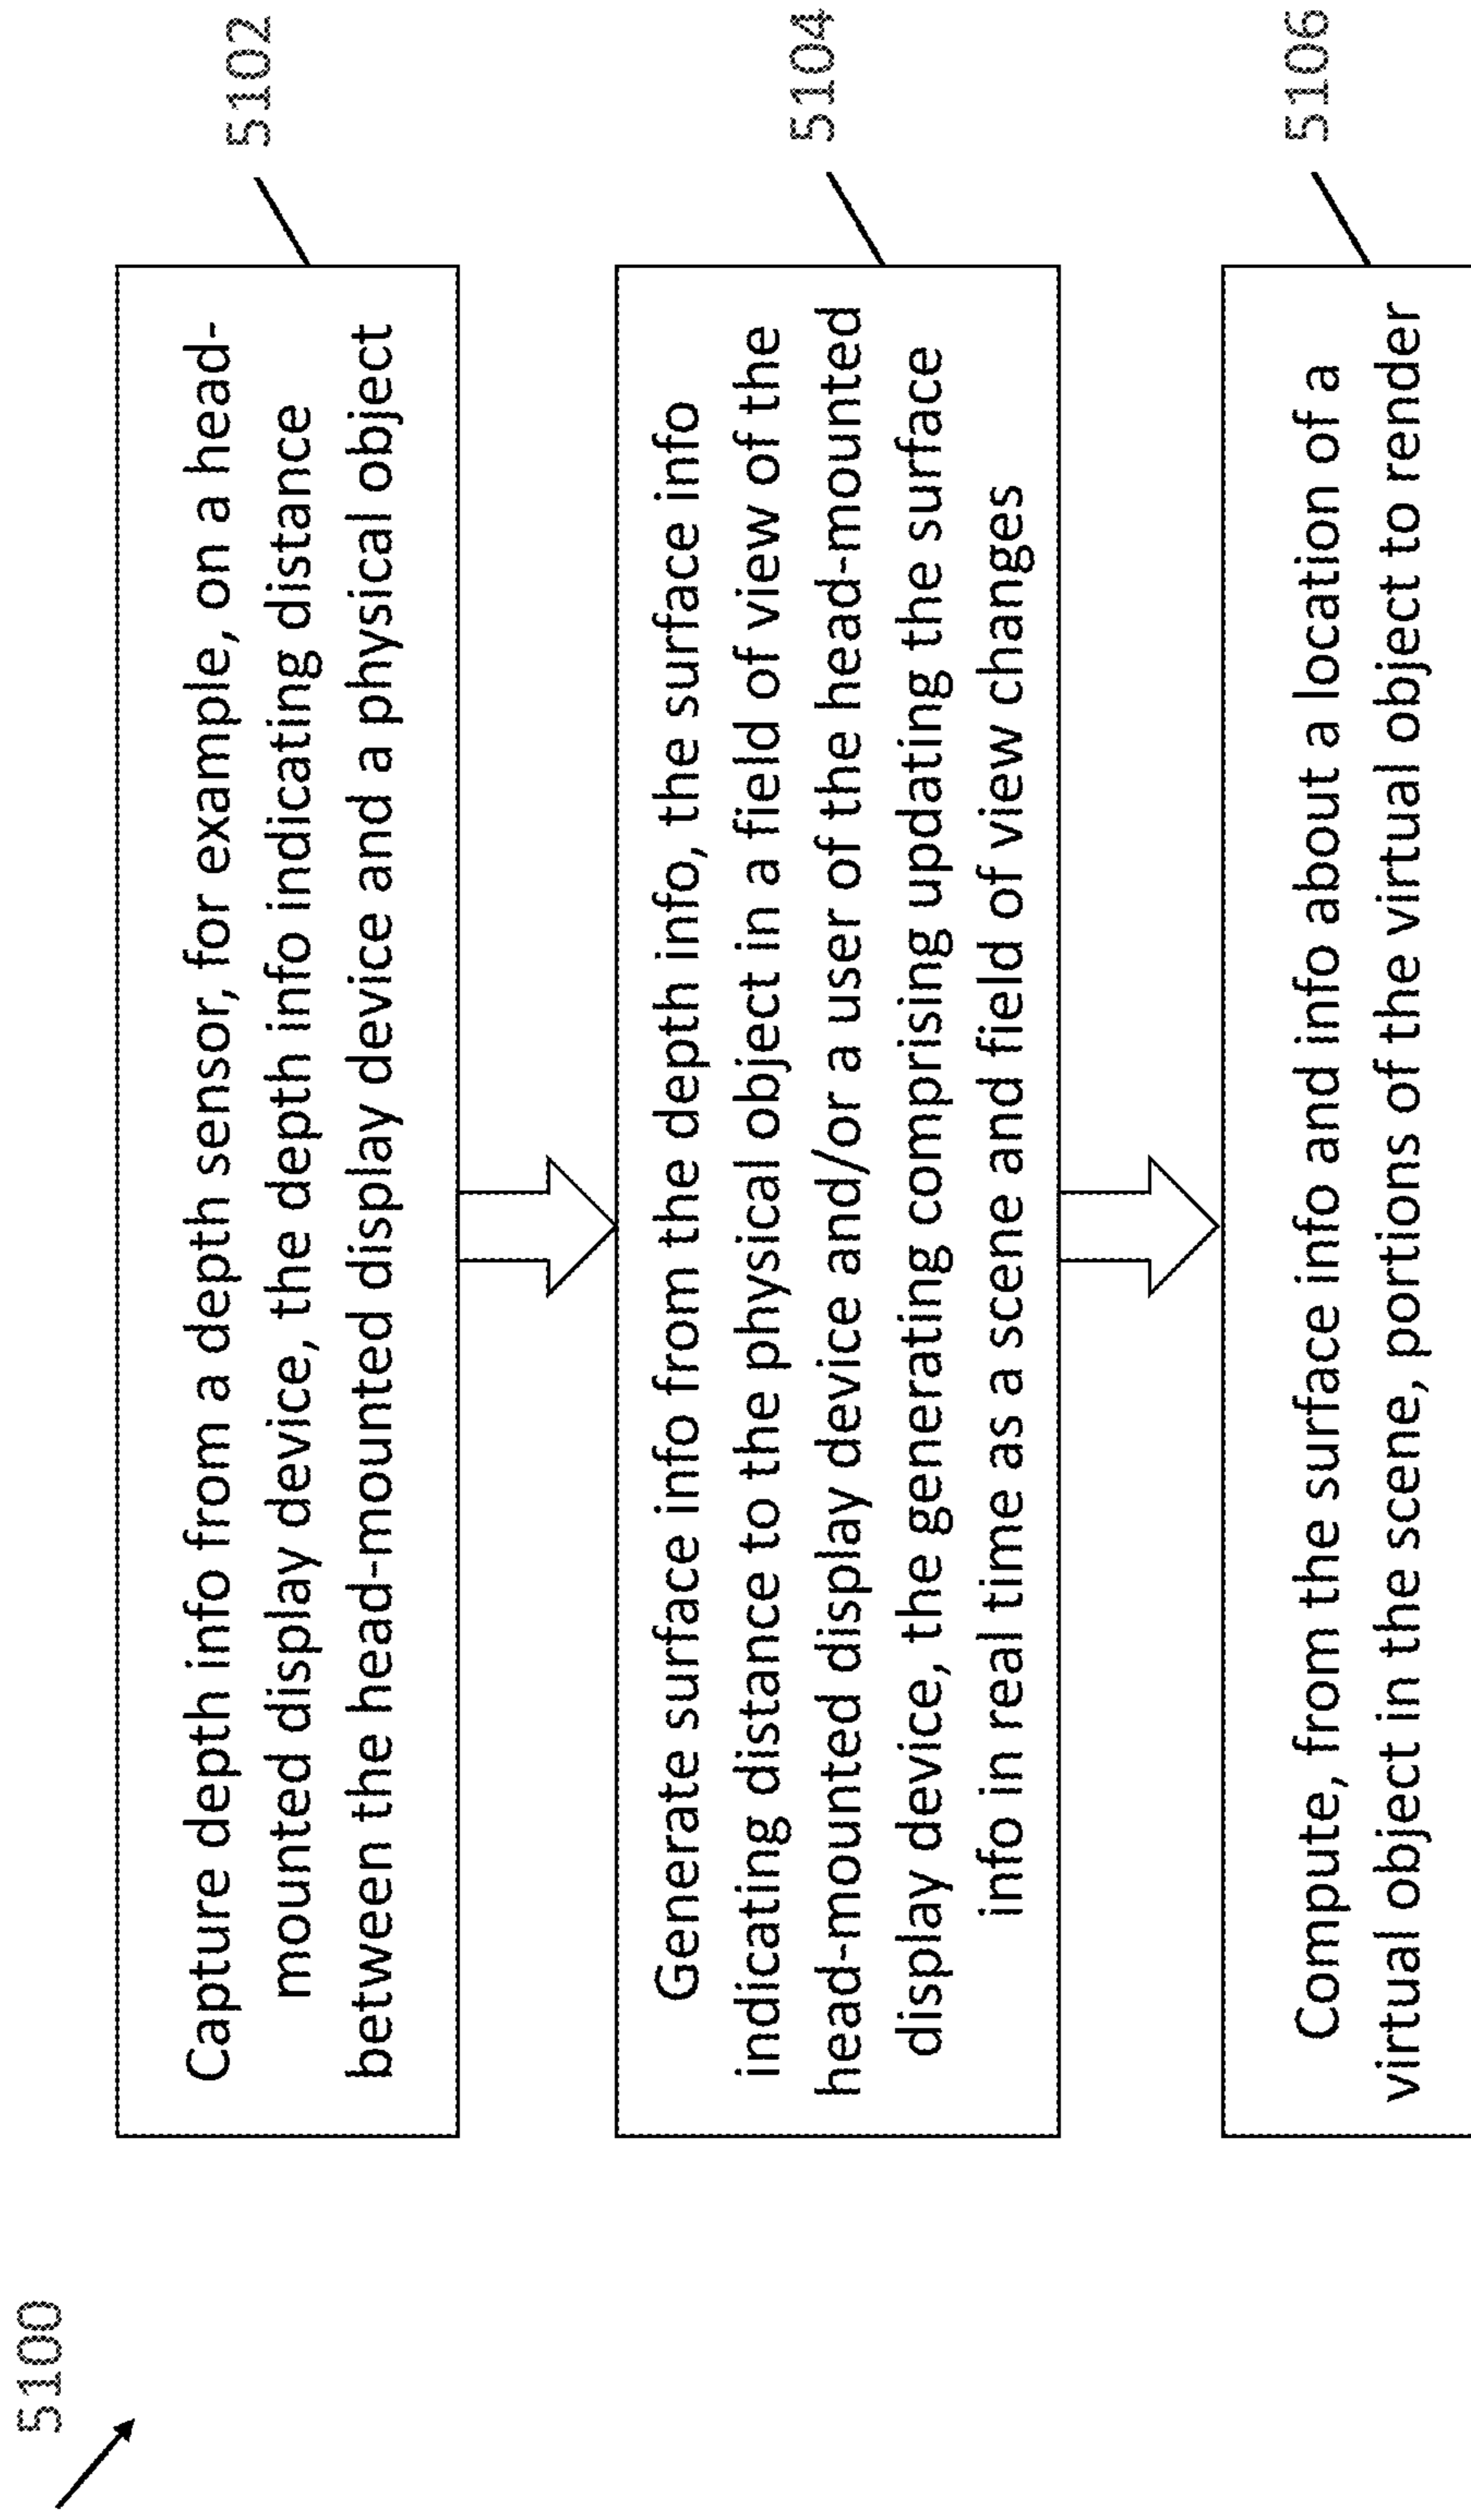 5100
Capture depth info from a depth sensor, for example, on a head-
mounted display device, the depth info indicating distance
between the head-mounted display device and a physical object
5102
Generate surface info from the depth info, the surface info
indicating distance to the physical object in a field of view of the
head-mounted display device and/or a user of the head-mounted
display device, the generating comprising updating the surface
info in real time as a scene and field of view changes
5104
Compute, from the surface info and info about a location of a
virtual object in the scene, portions of the virtual object to render
5106